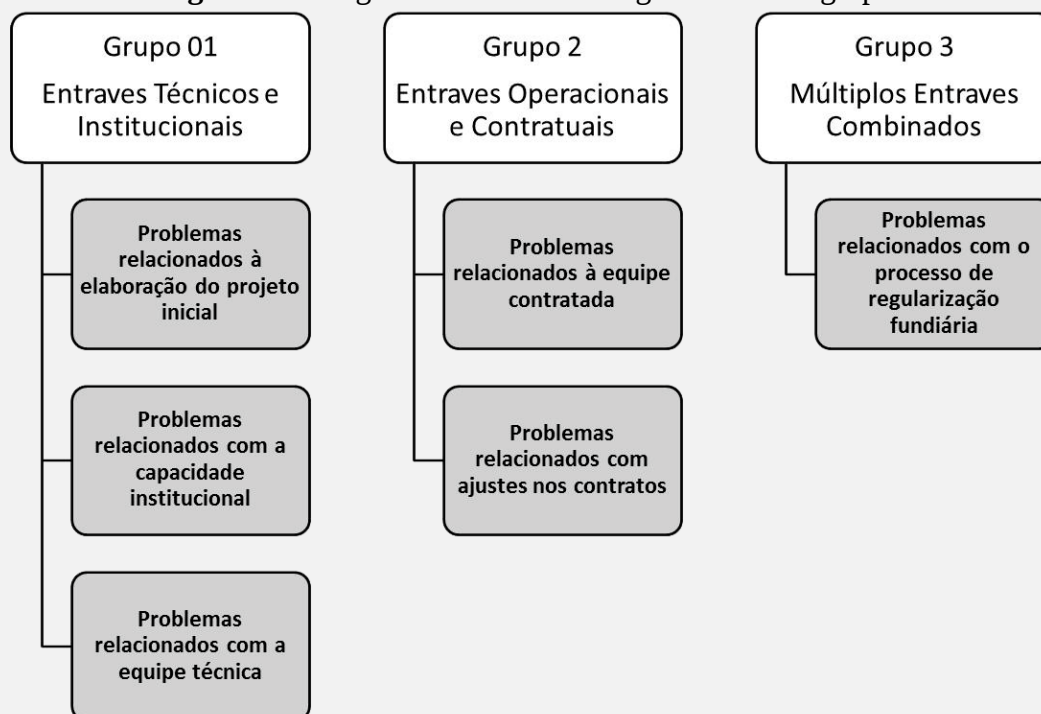 Grupo 01
Entraves Técnicos e
Institucionais
Problemas
relacionados à
elaboração do projeto
inicial
Problemas
relacionados com a
capacidade
institucional
Problemas
relacionados com a
equipe técnica
Grupo 2
Entraves Operacionais
e Contratuais
Problemas
relacionados à equipe
contratada
Problemas
relacionados com
ajustes nos contratos
Grupo 3
Múltiplos Entraves
Combinados
Problemas
relacionados com o
processo de
regularização
fundiária